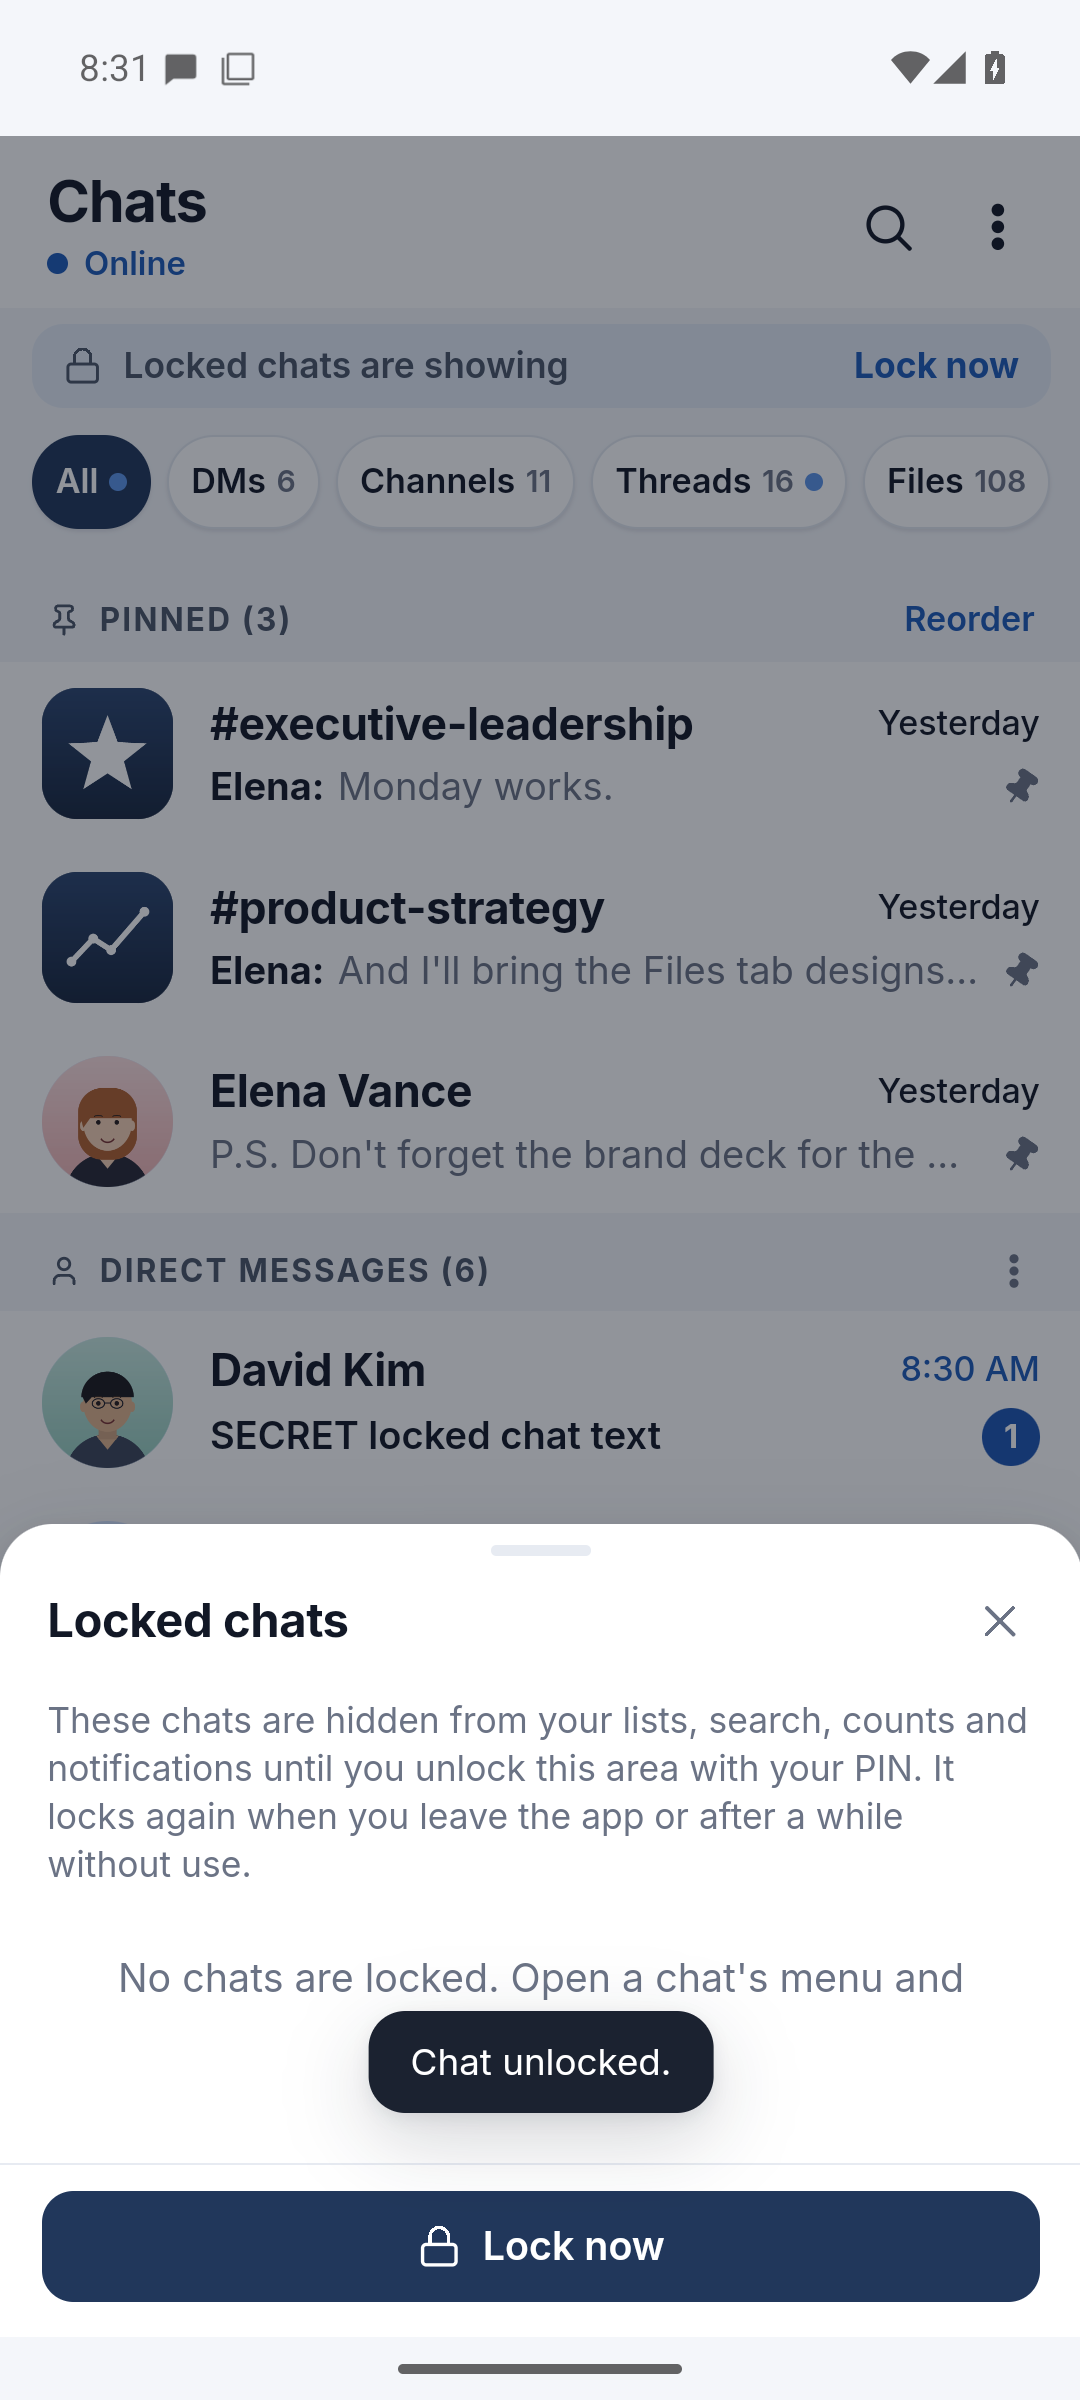 8:31
Chats
Online
Locked chats are showing
Lock now
All
DMs 6
Channels 11
Threads 16
Files 108
PINNED (3)
Reorder
#executive-leadership
Yesterday
Elena: Monday works.
#product-strategy
Yesterday
Elena: And I'll bring the Files tab designs...
Elena Vance
Yesterday
P.S. Don't forget the brand deck for the ...
DIRECT MESSAGES (6)
David Kim
8:30 AM
SECRET locked chat text
1
Locked chats
These chats are hidden from your lists, search, counts and
notifications until you unlock this area with your PIN. It
locks again when you leave the app or after a while
without use.
No chats are locked. Open a chat's menu and
Chat unlocked.
Lock now